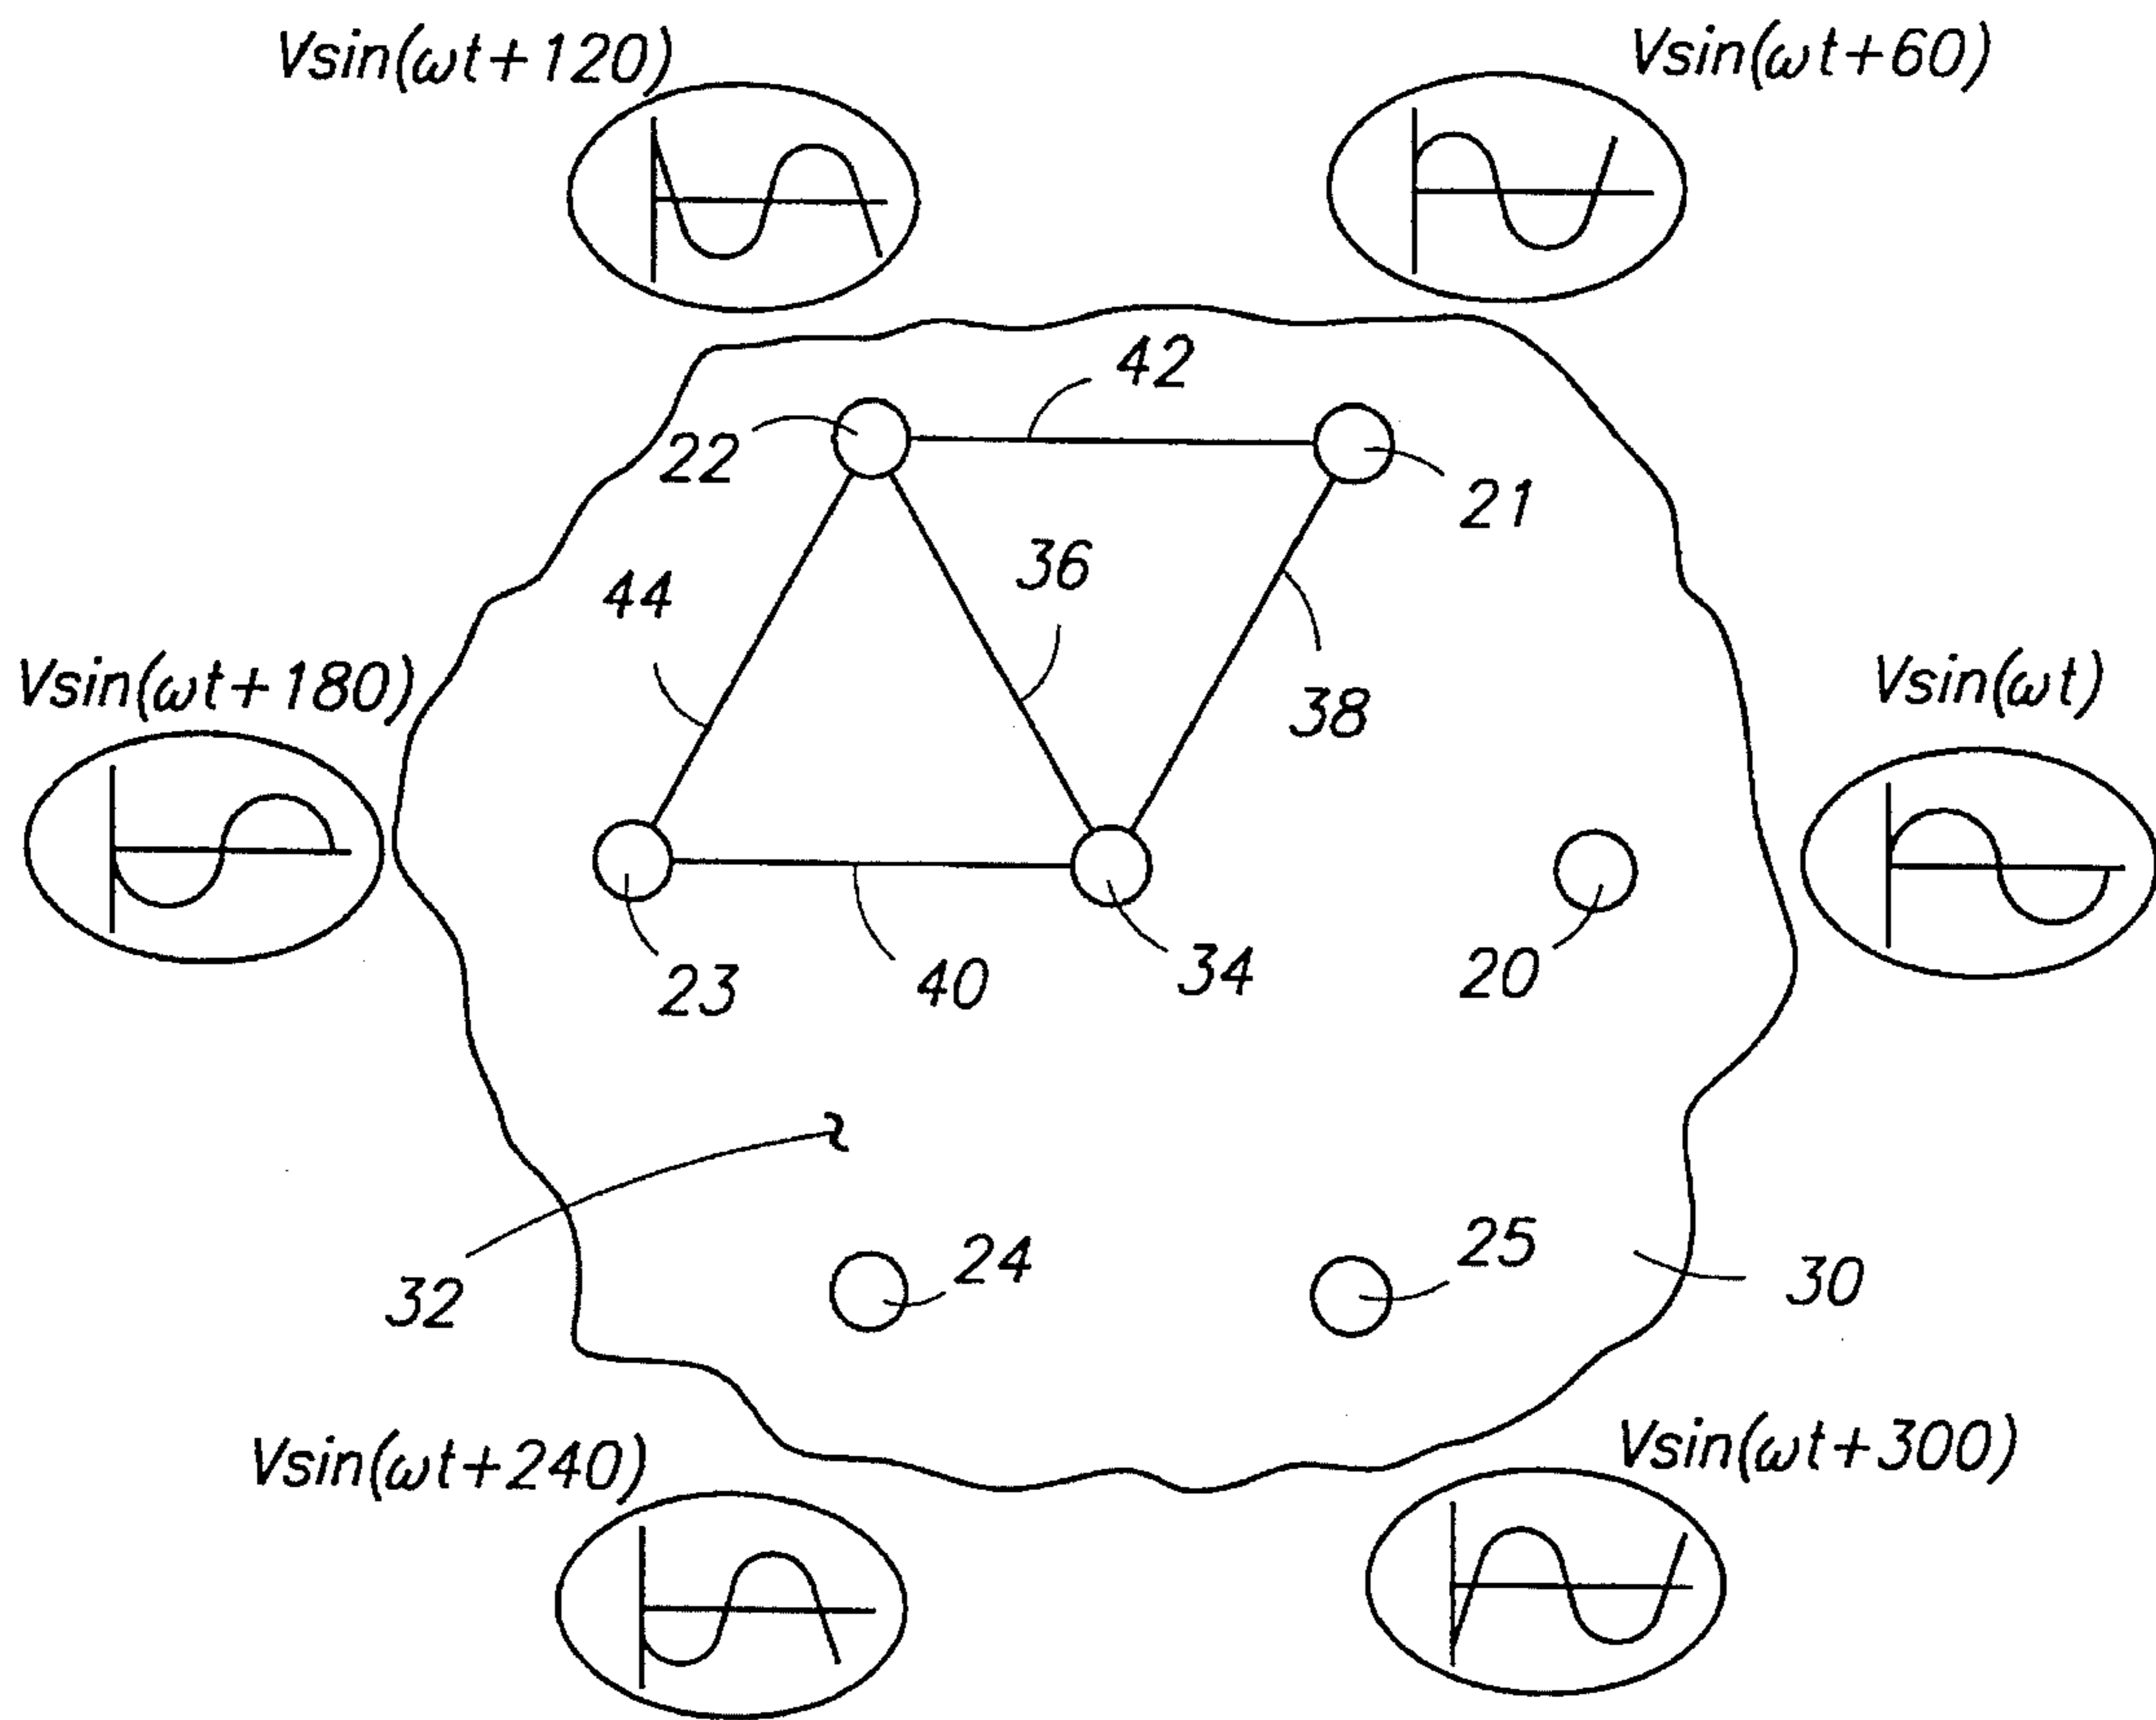 Vsin(ωt+120)
Vsin(ωt+60)
42
22
21
36
44
38
Vsin(ωt+180)
Vsin(ωt)
23
40
34
20
32
24
25
30
Vsin(ωt+240)
Vsin(ωt+300)